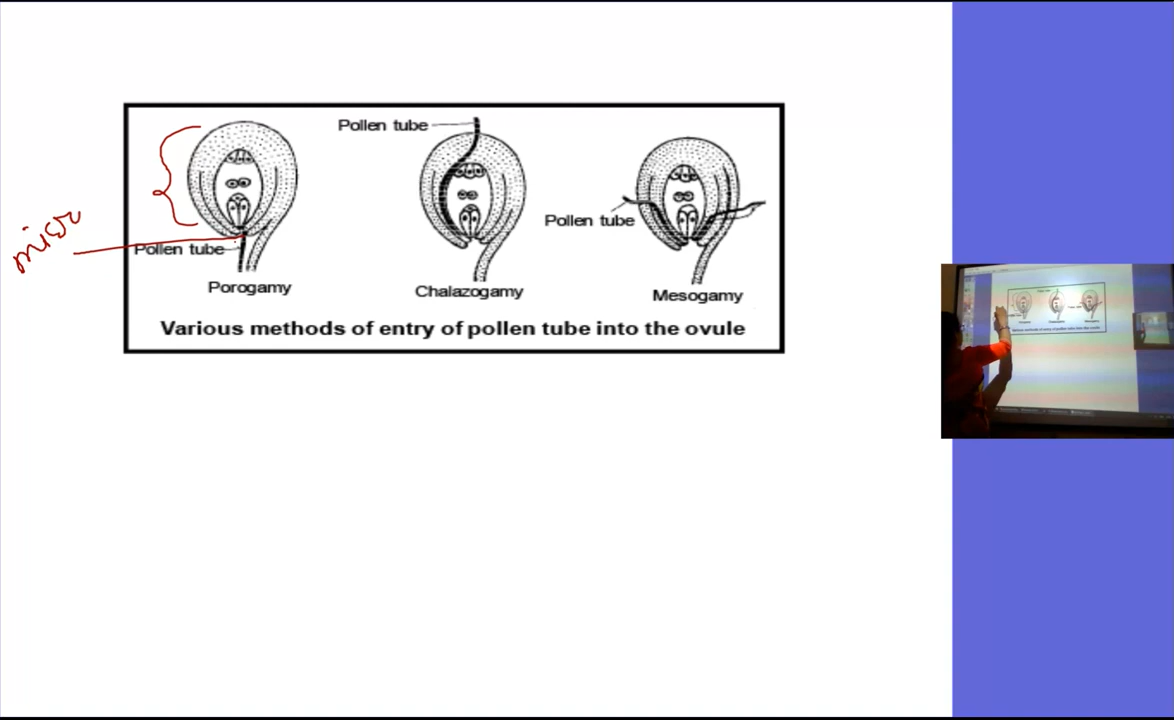 Pollen tube
Pollen tube
Pollen tube
Porogamy
Chalazogamy
Mesogamy
Various methods of entry of pollen tube into the ovule